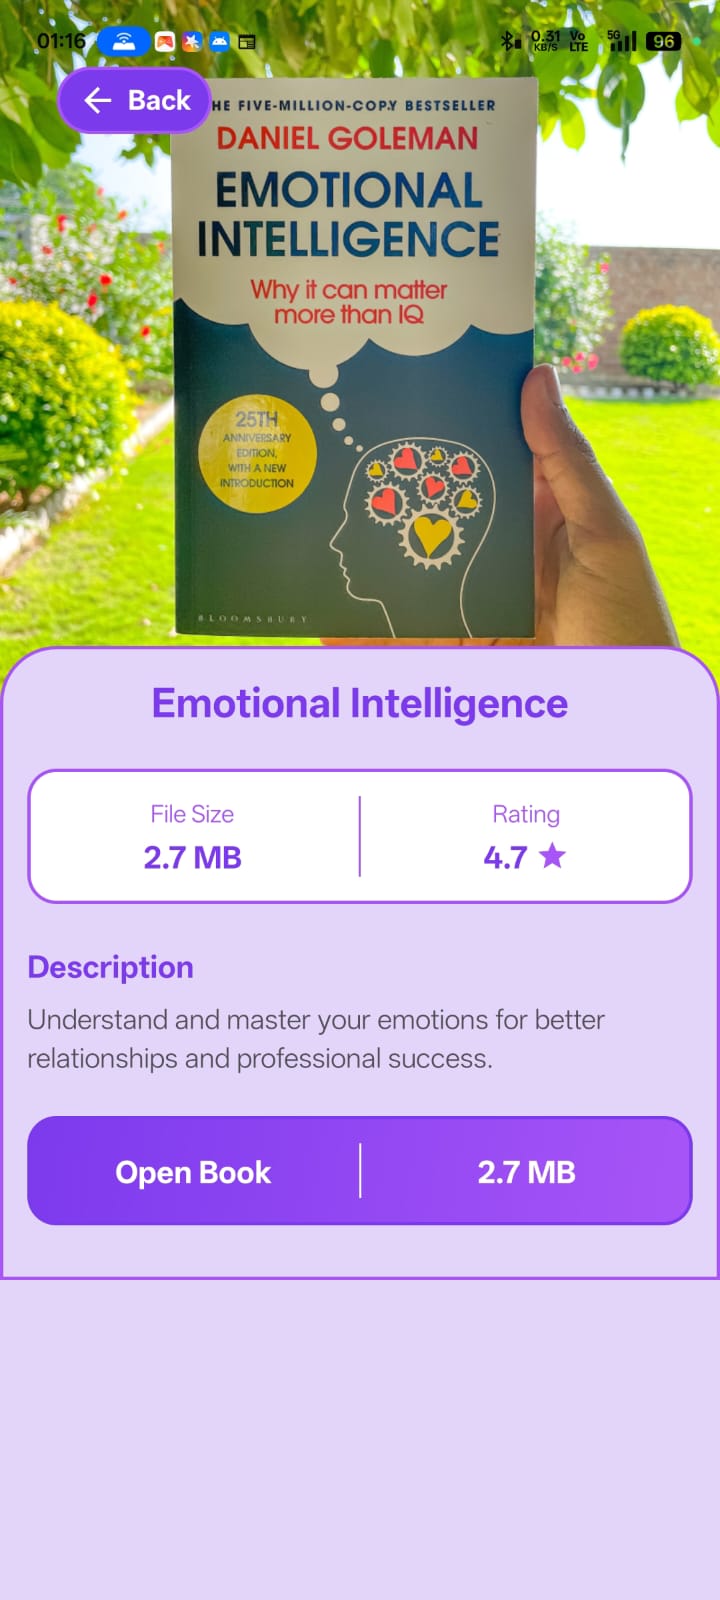 01:16
0.31 KB/S
Vo LTE
5G
96
Back
HE FIVE-MILLION-COPY BESTSELLER
DANIEL GOLEMAN
EMOTIONAL
INTELLIGENCE
Why it can matter
more than IQ
25TH
ANNIVERSARY
EDITION,
WITH A NEW
INTRODUCTION
BLOOMSBURY
Emotional Intelligence
File Size
2.7 MB
Rating
4.7
Description
Understand and master your emotions for better
relationships and professional success.
Open Book
2.7 MB